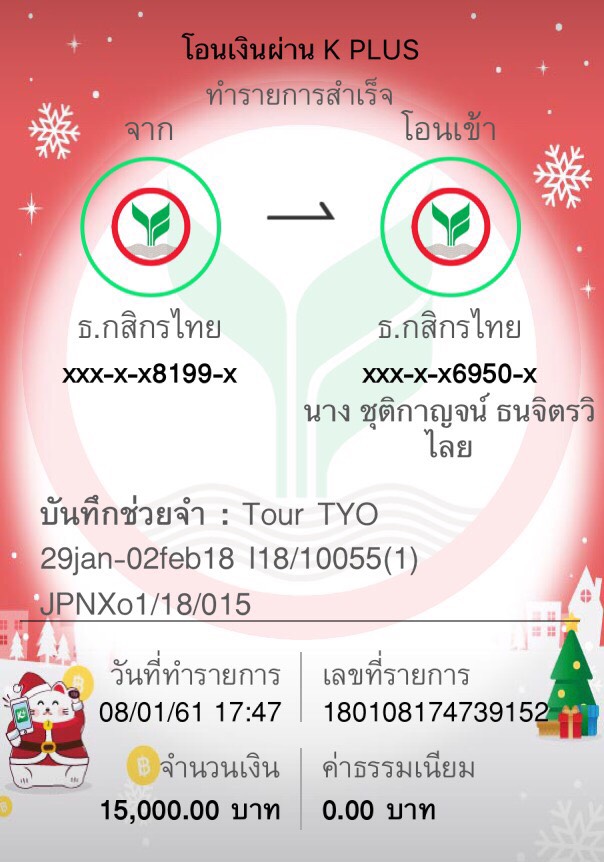 โอนเงินผ่าน K PLUS
ทำรายการสำเร็จ
จาก
โอนเข้า
ธ.กสิกรไทย
ธ.กสิกรไทย
xxx-x-x8199-x
xxx-x-x6950-x
นาง ชุติกาญจน์ ธนจิตรวิ
ไลย
บันทึกช่วยจำ : Tour TYO
29jan-02feb18 I18/10055(1)
JPNXo1/18/015
วันที่ทำรายการ
เลขที่รายการ
08/01/61 17:47
180108174739152
จำนวนเงิน
ค่าธรรมเนียม
15,000.00 บาท
0.00 บาท